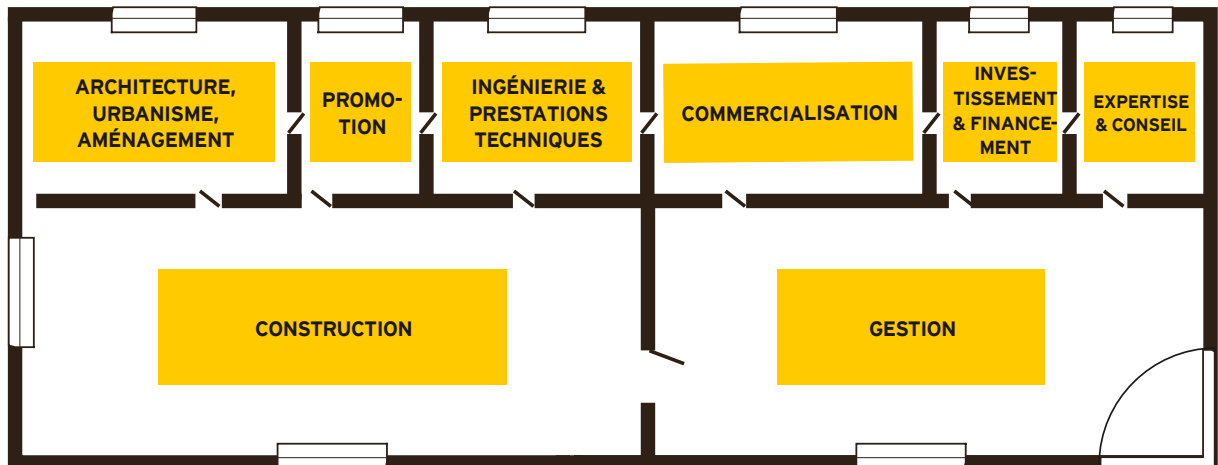 ARCHITECTURE,
URBANISME,
AMÉNAGEMENT
PROMO-
TION
INGÉNIERIE &
PRESTATIONS
TECHNIQUES
COMMERCIALISATION
INVES-
TISSEMENT
& FINANCE-
MENT
EXPERTISE
& CONSEIL
CONSTRUCTION
GESTION